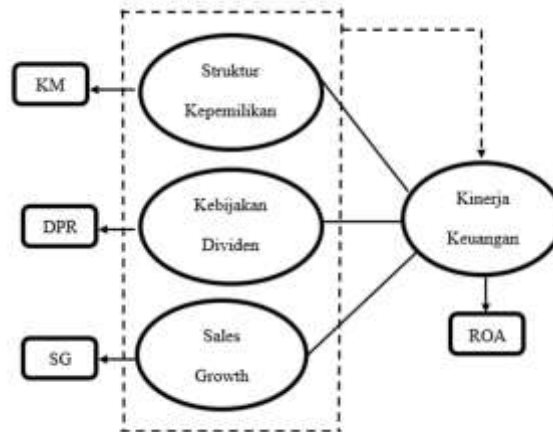 Struktur
Kepemilikan
KM
Kebijakan
Dividen
DPR
Kinerja
Keuangan
Sales
Growth
SG
ROA